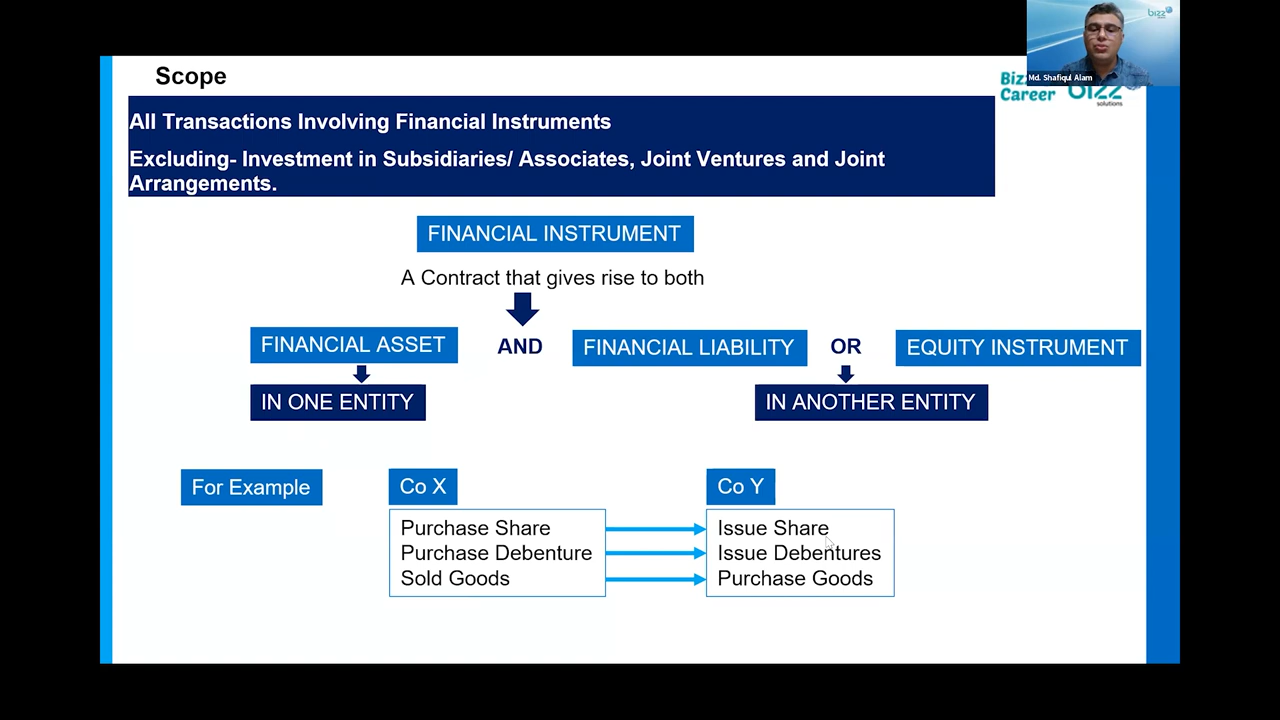 Scope
bizz
Md. Shafiqul Alam
Career
bizz
solutions
All Transactions Involving Financial Instruments
Excluding- Investment in Subsidiaries/ Associates, Joint Ventures and Joint
Arrangements.
FINANCIAL INSTRUMENT
A Contract that gives rise to both
FINANCIAL ASSET AND FINANCIAL LIABILITY OR EQUITY INSTRUMENT
IN ONE ENTITY IN ANOTHER ENTITY
For Example Co X Co Y
Purchase Share Issue Share
Purchase Debenture Issue Debentures
Sold Goods Purchase Goods